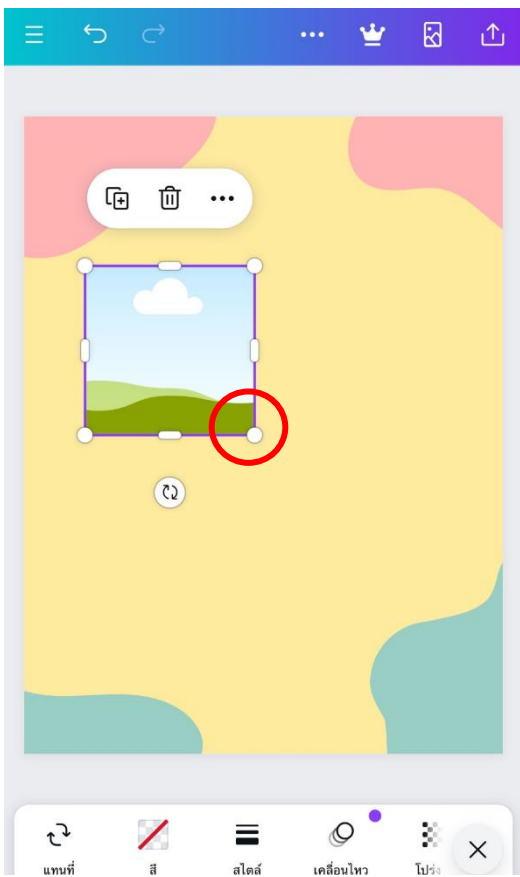 แทนที่
สี
สไตล์
เคลื่อนไหว
โปร่ง